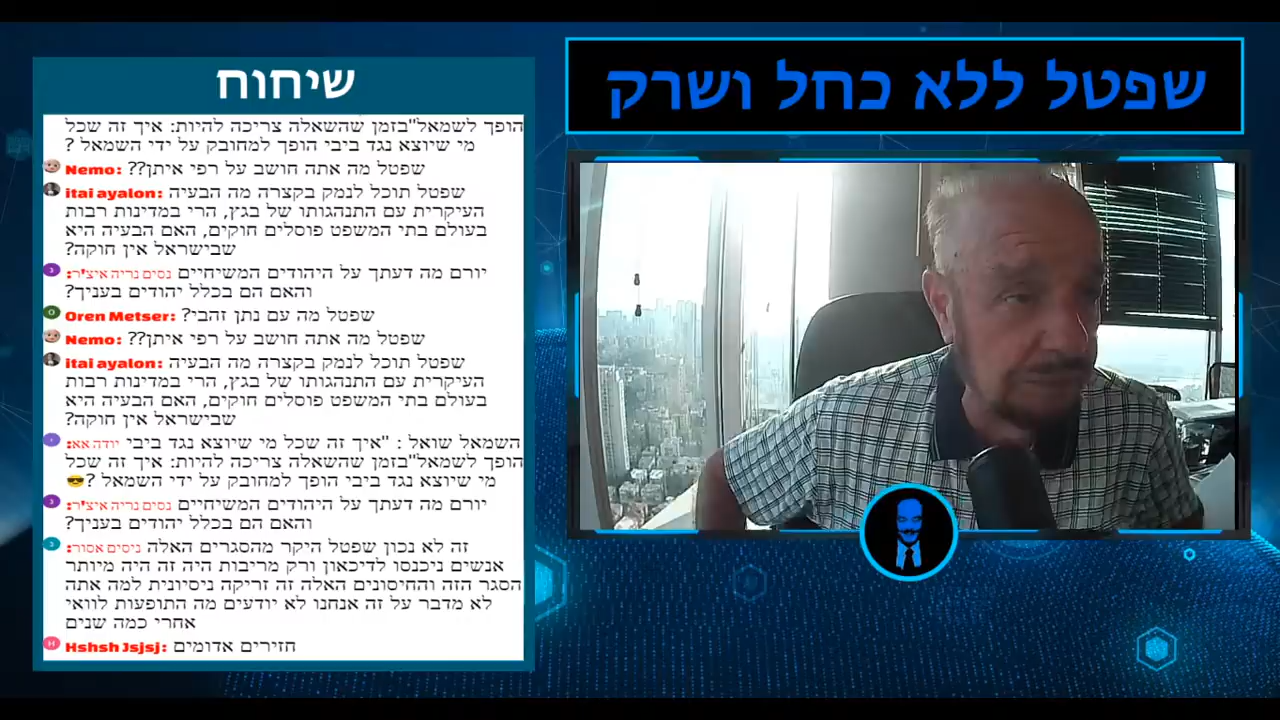 שפטל ללא כחל ושרק
שיחוח
הופך לשמאל"בזמן שהשאלה צריכה להיות: איך זה שכל
מי שיוצא נגד ביבי הופך למחובק על ידי השמאל ?
Nemo: שפטל מה אתה חושב על רפי איתן??
itai ayalon: שפטל תוכל לנמק בקצרה מה הבעיה
העיקרית עם התנהגותו של בגץ, הרי במדינות רבות
בעולם בתי המשפט פוסלים חוקים, האם הבעיה היא
שבישראל אין חוקה?
נסים נריה איצ'ר: יורם מה דעתך על היהודים המשיחיים
והאם הם בכלל יהודים בעניך?
Oren Metser: שפטל מה עם נתן זהבי?
Nemo: שפטל מה אתה חושב על רפי איתן??
itai ayalon: שפטל תוכל לנמק בקצרה מה הבעיה
העיקרית עם התנהגותו של בגץ, הרי במדינות רבות
בעולם בתי המשפט פוסלים חוקים, האם הבעיה היא
שבישראל אין חוקה?
יודה אא: השמאל שואל : "איך זה שכל מי שיוצא נגד ביבי
הופך לשמאל"בזמן שהשאלה צריכה להיות: איך זה שכל
מי שיוצא נגד ביבי הופך למחובק על ידי השמאל ?😎
נסים נריה איצ'ר: יורם מה דעתך על היהודים המשיחיים
והאם הם בכלל יהודים בעניך?
ניסים אסור: זה לא נכון שפטל היקר מהסגרים האלה
אנשים ניכנסו לדיכאון ורק מריבות היה זה היה מיותר
הסגר הזה והחיסונים האלה זה זריקה ניסיונית למה אתה
לא מדבר על זה אנחנו לא יודעים מה התופעות לוואי
אחרי כמה שנים
Hshsh Jsjsj: חזירים אדומים